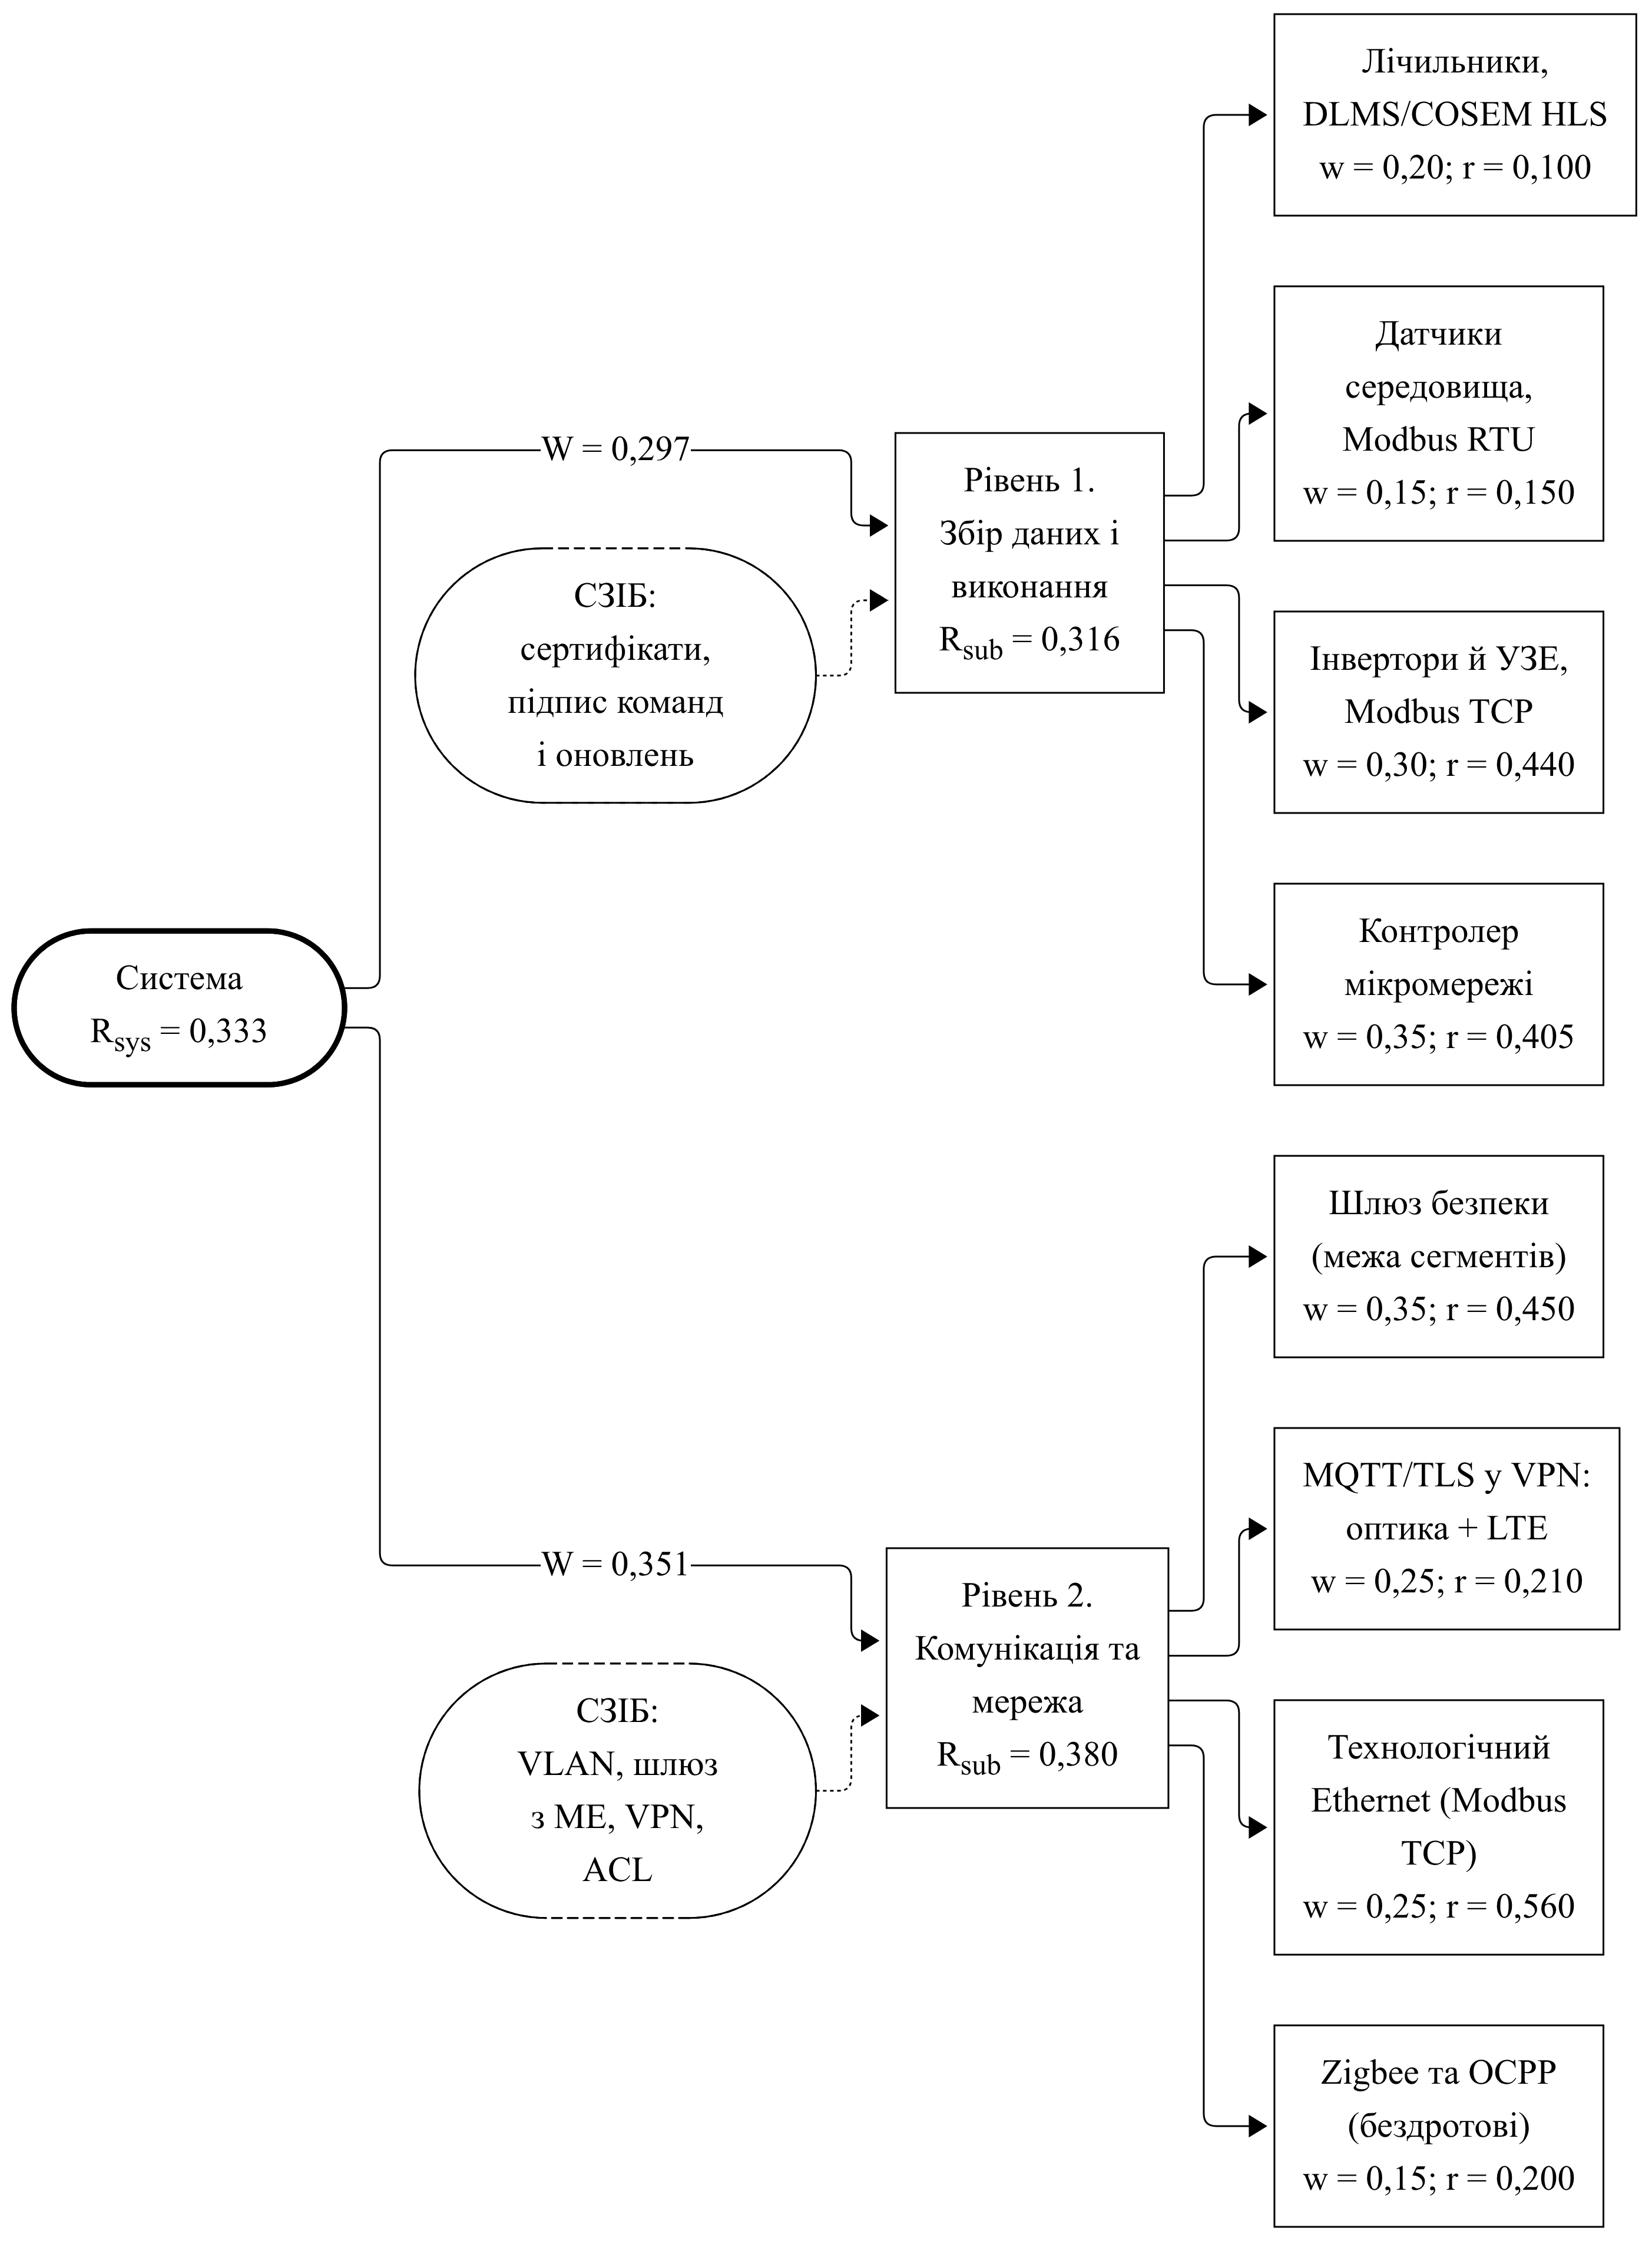 Система
R_sys = 0,333
W = 0,297
СЗІБ:
сертифікати,
підпис команд
і оновлень
Рівень 1.
Збір даних і
виконання
R_sub = 0,316
Лічильники,
DLMS/COSEM HLS
w = 0,20; r = 0,100
Датчики
середовища,
Modbus RTU
w = 0,15; r = 0,150
Інвертори й УЗЕ,
Modbus TCP
w = 0,30; r = 0,440
Контролер
мікромережі
w = 0,35; r = 0,405
W = 0,351
СЗІБ:
VLAN, шлюз
з МЕ, VPN,
ACL
Рівень 2.
Комунікація та
мережа
R_sub = 0,380
Шлюз безпеки
(межа сегментів)
w = 0,35; r = 0,450
MQTT/TLS у VPN:
оптика + LTE
w = 0,25; r = 0,210
Технологічний
Ethernet (Modbus
TCP)
w = 0,25; r = 0,560
Zigbee та OCPP
(бездротові)
w = 0,15; r = 0,200